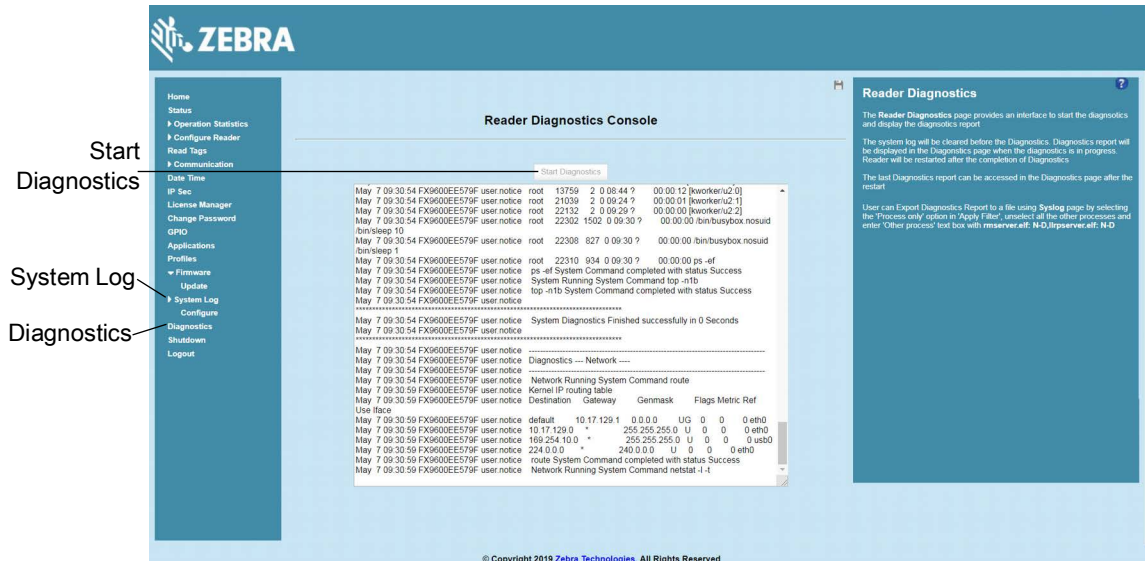 ZEBRA
Start
Diagnostics
System Log
Diagnostics
Home
Status
Operation Statistics
Configure Reader
Read Tags
Communication
Date Time
IP Sec
License Manager
Change Password
GPIO
Applications
Profiles
Firmware
Update
System Log
Configure
Diagnostics
Shutdown
Logout
Reader Diagnostics Console
Start Diagnostics
May 7 09:30:54 FX9600EE579F user.notice root 13759 2 0 08:44 ? 00:00:12 [kworker/u2:0]
May 7 09:30:54 FX9600EE579F user.notice root 21039 2 0 09:24 ? 00:00:01 [kworker/u2:1]
May 7 09:30:54 FX9600EE579F user.notice root 22132 2 0 09:29 ? 00:00:00 [kworker/u2:2]
May 7 09:30:54 FX9600EE579F user.notice root 22302 1502 0 09:30 ? 00:00:00 /bin/busybox.nosuid
/bin/sleep 10
May 7 09:30:54 FX9600EE579F user.notice root 22308 827 0 09:30 ? 00:00:00 /bin/busybox.nosuid
/bin/sleep 1
May 7 09:30:54 FX9600EE579F user.notice root 22310 934 0 09:30 ? 00:00:00 ps -ef
May 7 09:30:54 FX9600EE579F user.notice ps -ef System Command completed with status Success
May 7 09:30:54 FX9600EE579F user.notice System Running System Command top -n1b
May 7 09:30:54 FX9600EE579F user.notice top -n1b System Command completed with status Success
May 7 09:30:54 FX9600EE579F user.notice
********************************************************************************
May 7 09:30:54 FX9600EE579F user.notice System Diagnostics Finished successfully in 0 Seconds
May 7 09:30:54 FX9600EE579F user.notice
********************************************************************************
May 7 09:30:54 FX9600EE579F user.notice --------------------------------------------------------------------------------
May 7 09:30:54 FX9600EE579F user.notice Diagnostics --- Network ----
May 7 09:30:54 FX9600EE579F user.notice --------------------------------------------------------------------------------
May 7 09:30:54 FX9600EE579F user.notice Network Running System Command route
May 7 09:30:59 FX9600EE579F user.notice Kernel IP routing table
May 7 09:30:59 FX9600EE579F user.notice Destination Gateway Genmask Flags Metric Ref
Use Iface
May 7 09:30:59 FX9600EE579F user.notice default 10.17.129.1 0.0.0.0 UG 0 0 0 eth0
May 7 09:30:59 FX9600EE579F user.notice 10.17.129.0 * 255.255.255.0 U 0 0 0 eth0
May 7 09:30:59 FX9600EE579F user.notice 169.254.10.0 * 255.255.255.0 U 0 0 0 usb0
May 7 09:30:59 FX9600EE579F user.notice 224.0.0.0 * 240.0.0.0 U 0 0 0 eth0
May 7 09:30:59 FX9600EE579F user.notice route System Command completed with status Success
May 7 09:30:59 FX9600EE579F user.notice Network Running System Command netstat -l -t
?
Reader Diagnostics
The Reader Diagnostics page provides an interface to start the diagnsotics
and display the diagnsotics report
The system log will be cleared before the Diagnostics. Diagnostics report will
be displayed in the Diagonstics page when the diagnostics is in progress.
Reader will be restarted after the completion of Diagnostics
The last Diagnostics report can be accessed in the Diagnostics page after the
restart
User can Export Diagnostics Report to a file using Syslog page by selecting
the 'Process only' option in 'Apply Filter', unselect all the other processes and
enter 'Other process' text box with rmserver.elf: N-D,llrpserver.elf: N-D
© Copyright 2019 Zebra Technologies. All Rights Reserved